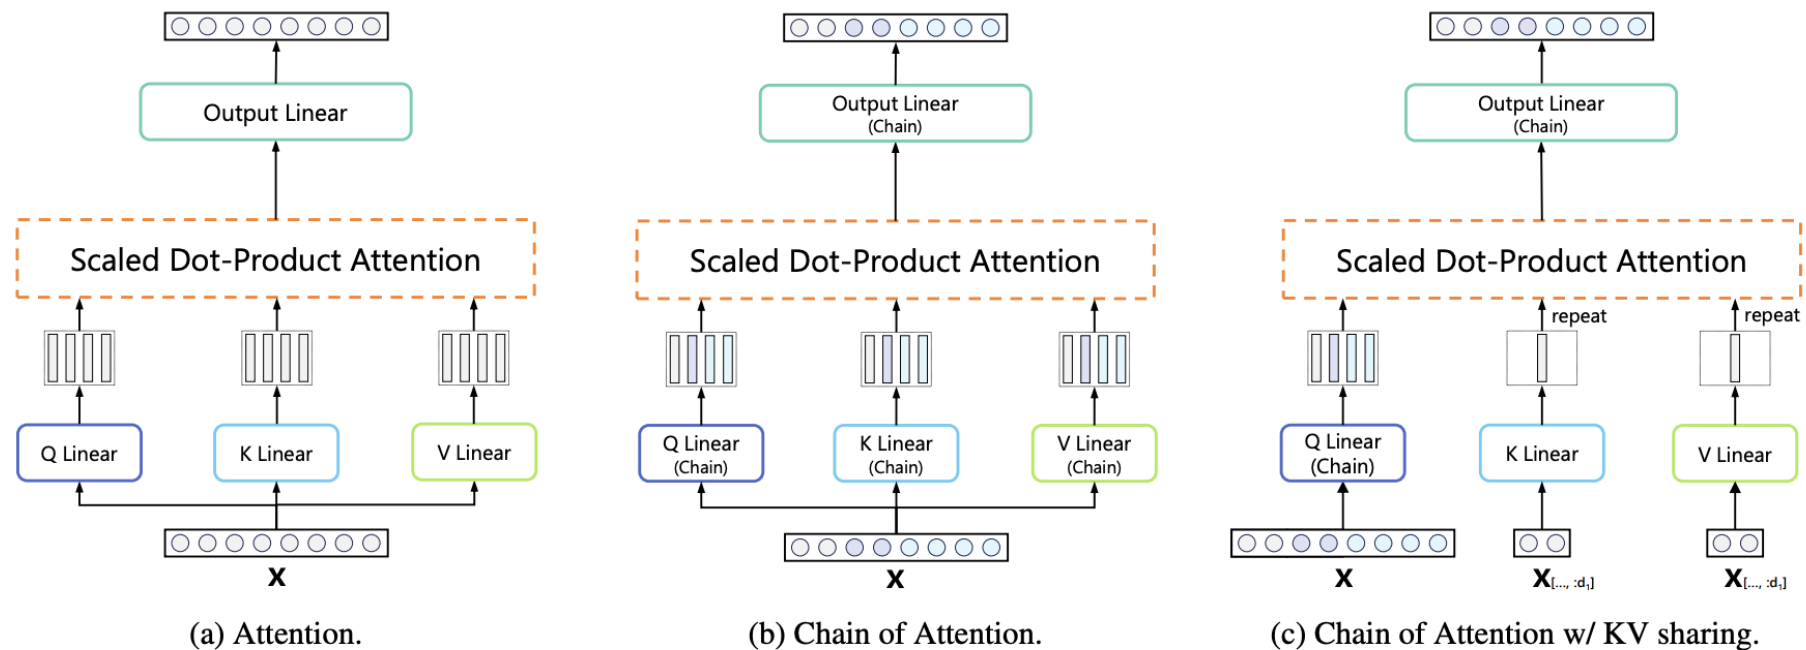 Output Linear
Scaled Dot-Product Attention
Q Linear
K Linear
V Linear
X
(a) Attention.
Output Linear
(Chain)
Scaled Dot-Product Attention
Q Linear
(Chain)
K Linear
(Chain)
V Linear
(Chain)
X
(b) Chain of Attention.
Output Linear
(Chain)
Scaled Dot-Product Attention
repeat
repeat
Q Linear
(Chain)
K Linear
V Linear
X
X[..., :d₁]
X[..., :d₁]
(c) Chain of Attention w/ KV sharing.